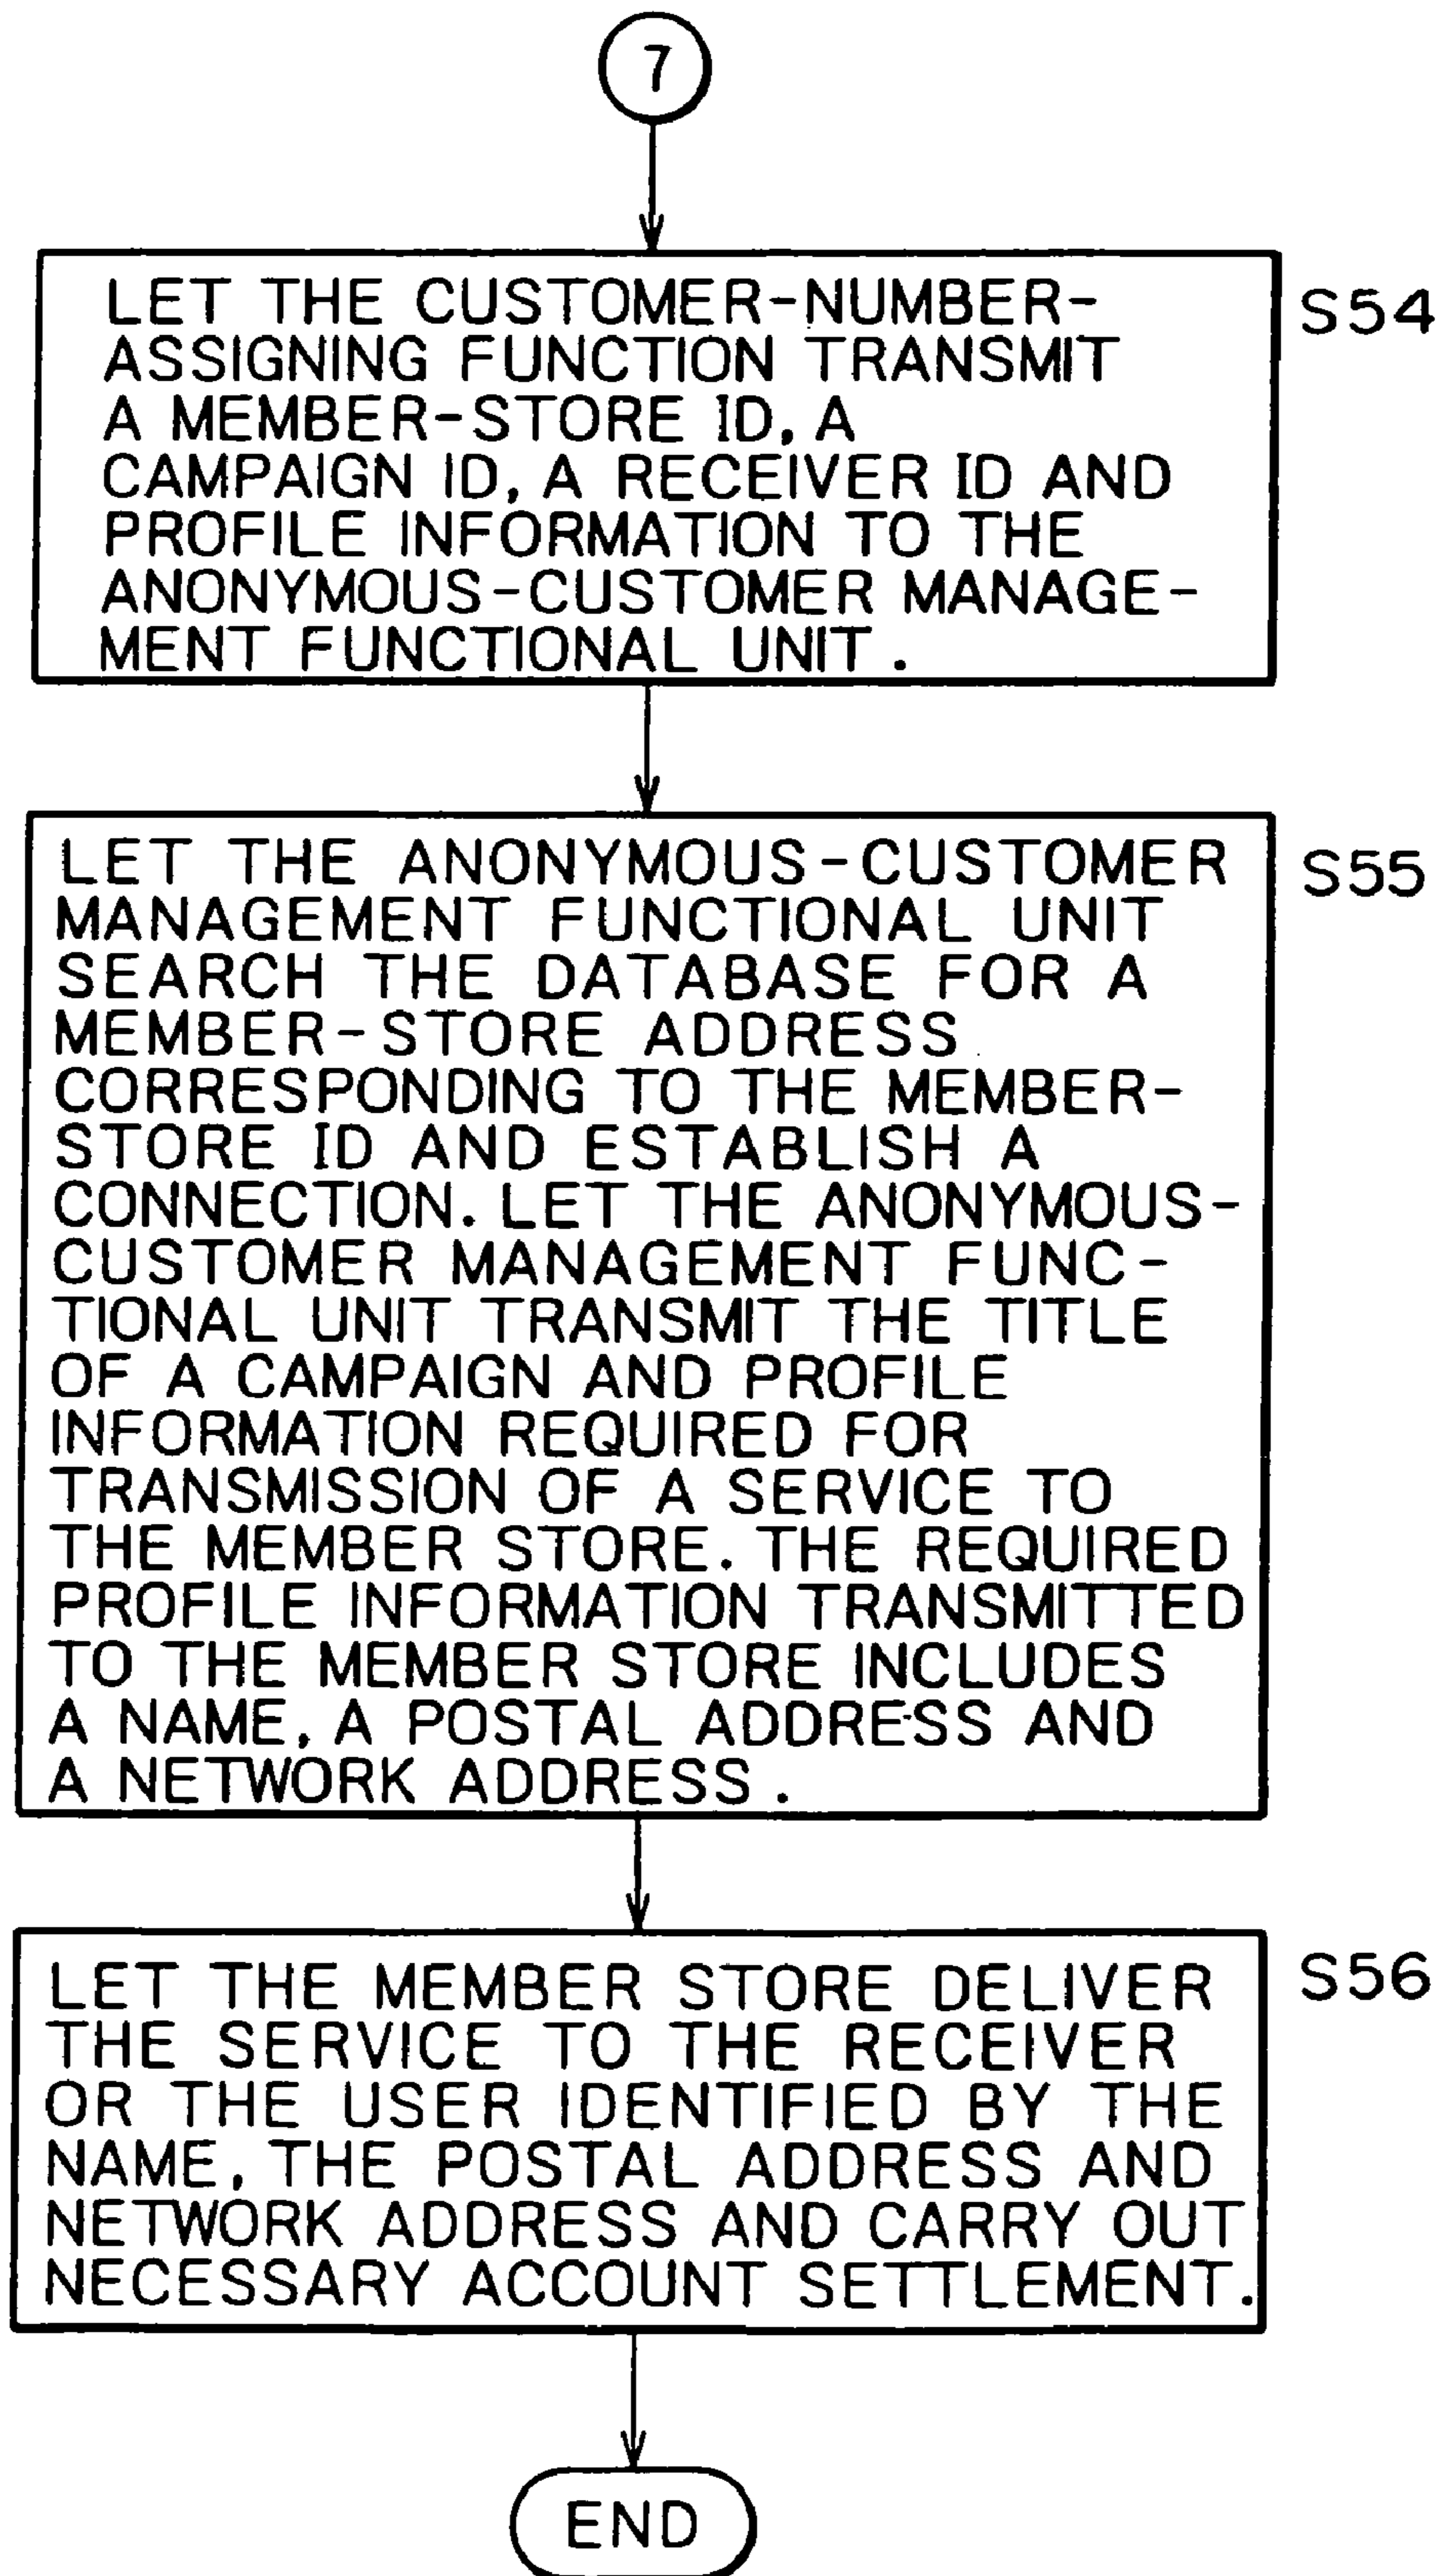 7
LET THE CUSTOMER-NUMBER-
ASSIGNING FUNCTION TRANSMIT
A MEMBER-STORE ID, A
CAMPAIGN ID, A RECEIVER ID AND
PROFILE INFORMATION TO THE
ANONYMOUS-CUSTOMER MANAGE-
MENT FUNCTIONAL UNIT.
S54
LET THE ANONYMOUS-CUSTOMER
MANAGEMENT FUNCTIONAL UNIT
SEARCH THE DATABASE FOR A
MEMBER-STORE ADDRESS
CORRESPONDING TO THE MEMBER-
STORE ID AND ESTABLISH A
CONNECTION. LET THE ANONYMOUS-
CUSTOMER MANAGEMENT FUNC-
TIONAL UNIT TRANSMIT THE TITLE
OF A CAMPAIGN AND PROFILE
INFORMATION REQUIRED FOR
TRANSMISSION OF A SERVICE TO
THE MEMBER STORE. THE REQUIRED
PROFILE INFORMATION TRANSMITTED
TO THE MEMBER STORE INCLUDES
A NAME, A POSTAL ADDRESS AND
A NETWORK ADDRESS.
S55
LET THE MEMBER STORE DELIVER
THE SERVICE TO THE RECEIVER
OR THE USER IDENTIFIED BY THE
NAME, THE POSTAL ADDRESS AND
NETWORK ADDRESS AND CARRY OUT
NECESSARY ACCOUNT SETTLEMENT.
S56
END